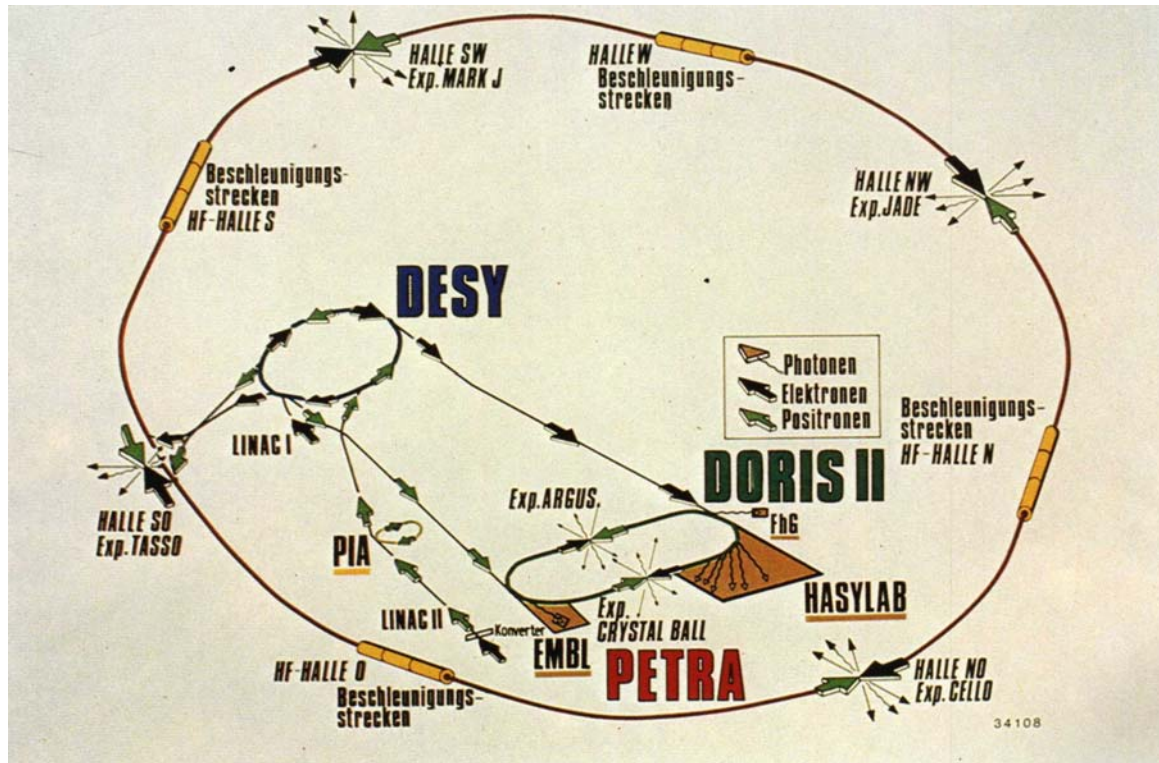 HALLE SW
Exp. MARK J
HALLE W
Beschleunigungs-
strecken
Beschleunigungs-
strecken
HF-HALLE S
HALLE NW
Exp. JADE
DESY
Photonen
Elektronen
Positronen
Beschleunigungs-
strecken
HF-HALLE N
LINAC I
DORIS II
Exp. ARGUS.
FhG
HALLE SO
Exp. TASSO
PIA
HASYLAB
LINAC II
Konverter
Exp.
CRYSTAL BALL
EMBL
PETRA
HF-HALLE O
Beschleunigungs-
strecken
HALLE NO
Exp. CELLO
34108